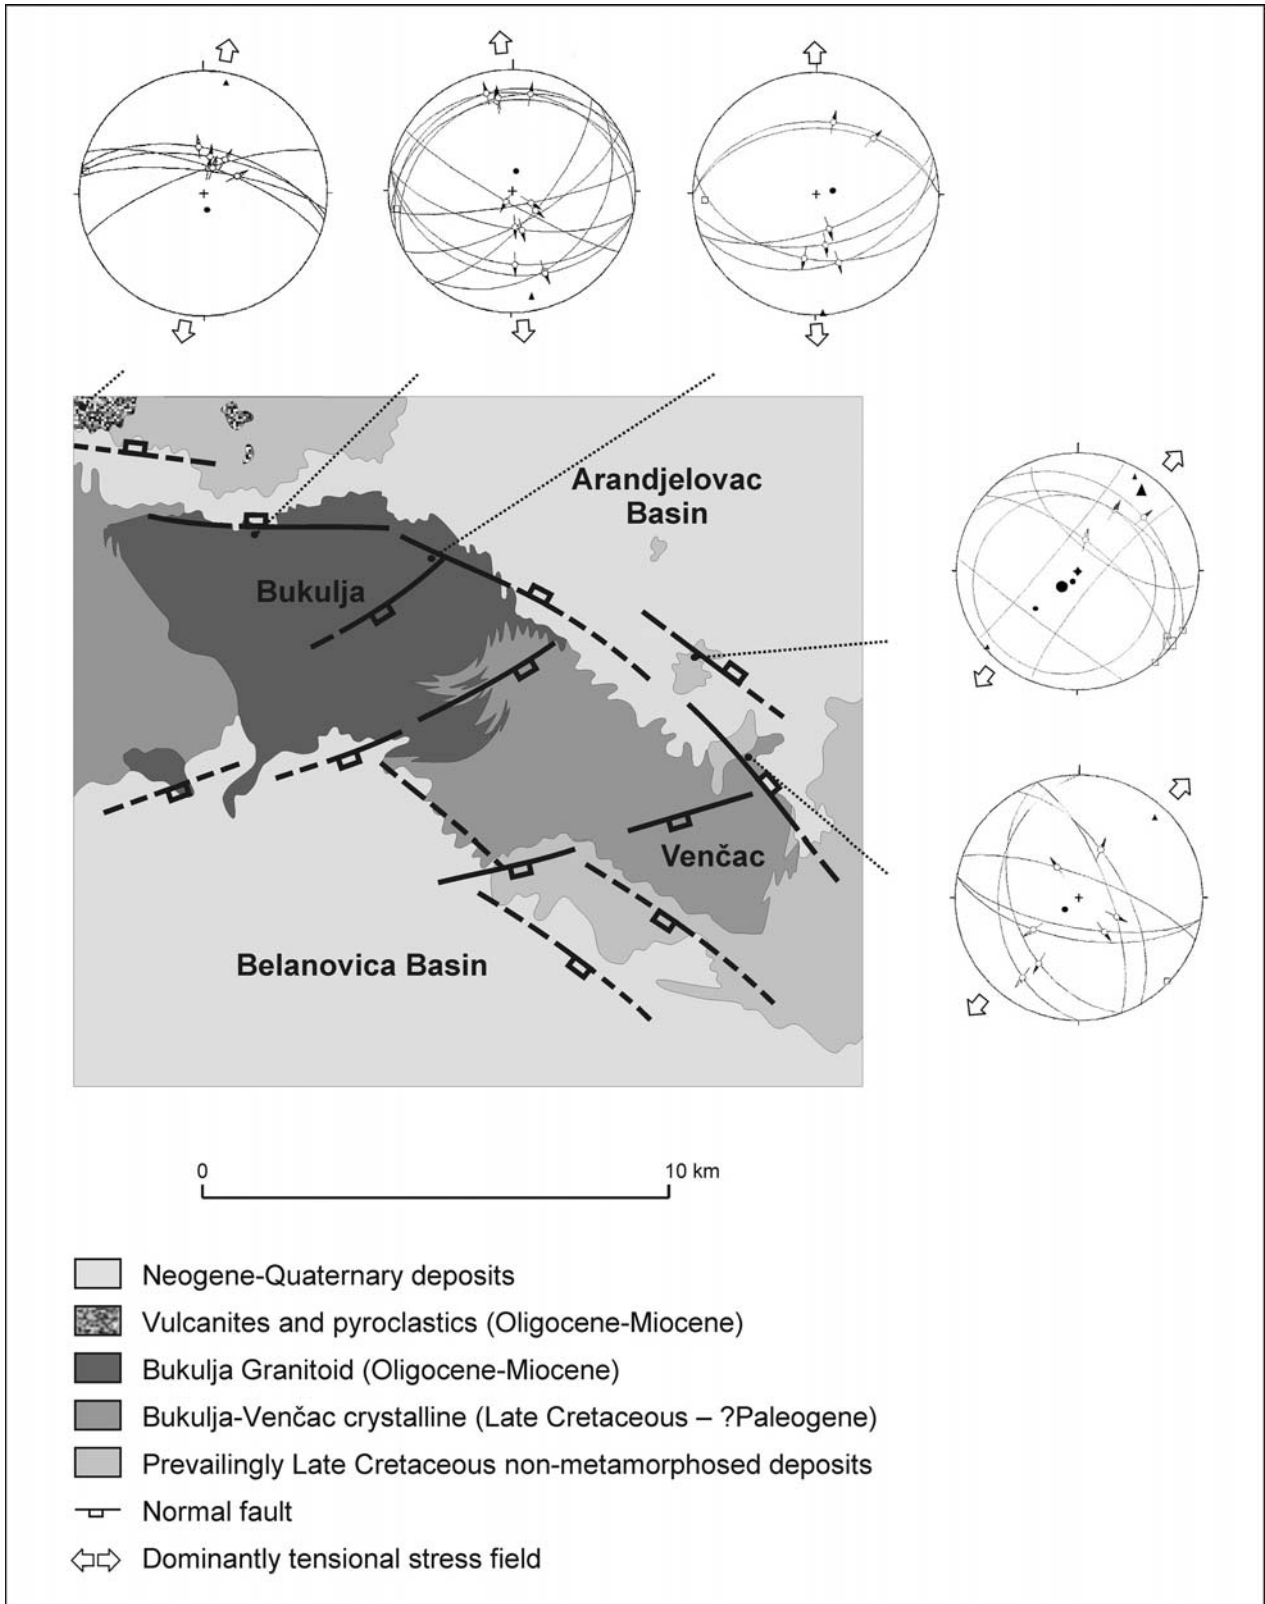 Arandjelovac
Basin
Bukulja
Venčac
Belanovica Basin
0 10 km
Neogene-Quaternary deposits
Vulcanites and pyroclastics (Oligocene-Miocene)
Bukulja Granitoid (Oligocene-Miocene)
Bukulja-Venčac crystalline (Late Cretaceous – ?Paleogene)
Prevailingly Late Cretaceous non-metamorphosed deposits
Normal fault
Dominantly tensional stress field